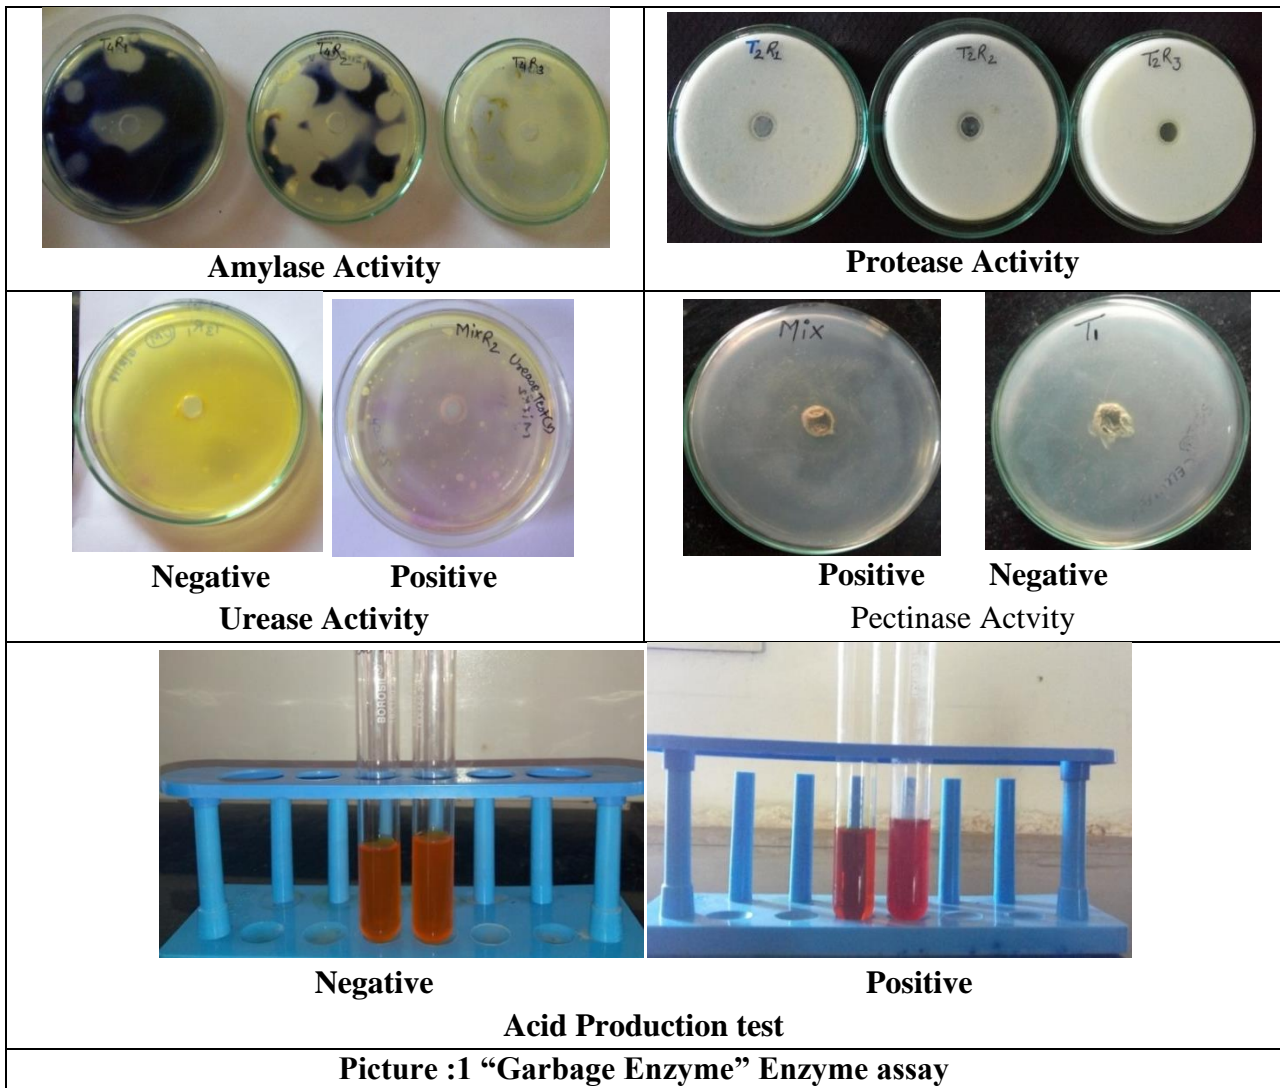 T4R1
T4R2
T4R3
Amylase Activity
T2R1
T2R2
T2R3
Protease Activity
Negative
MixR2
Urease Test
Positive
Urease Activity
Mix
Positive
T1
Negative
Pectinase Actvity
BOROSIL
Negative
Positive
Acid Production test
Picture :1 “Garbage Enzyme” Enzyme assay